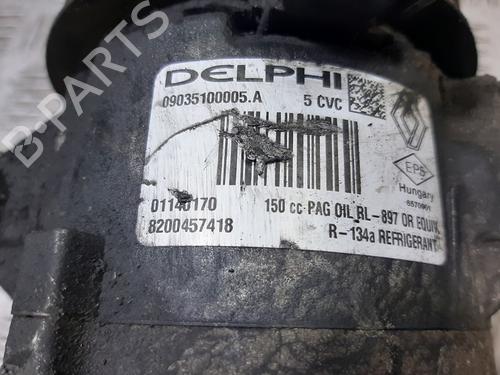 B-PARTS
DELPHI
09035100005.A 5 CVC
EPS
Hungary
01140170 150 cc PAG OIL RL-897 OR EQUIV
8200457418 R-134a REFRIGERANT